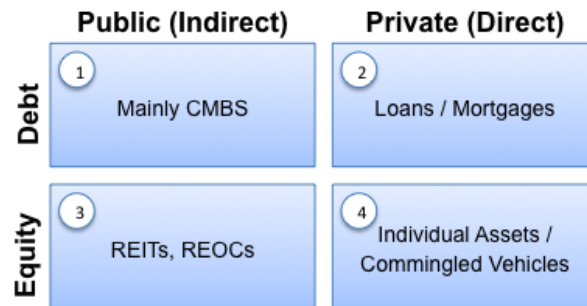 Public (Indirect)
Private (Direct)
Debt
1
Mainly CMBS
2
Loans / Mortgages
Equity
3
REITs, REOCs
4
Individual Assets /
Commingled Vehicles